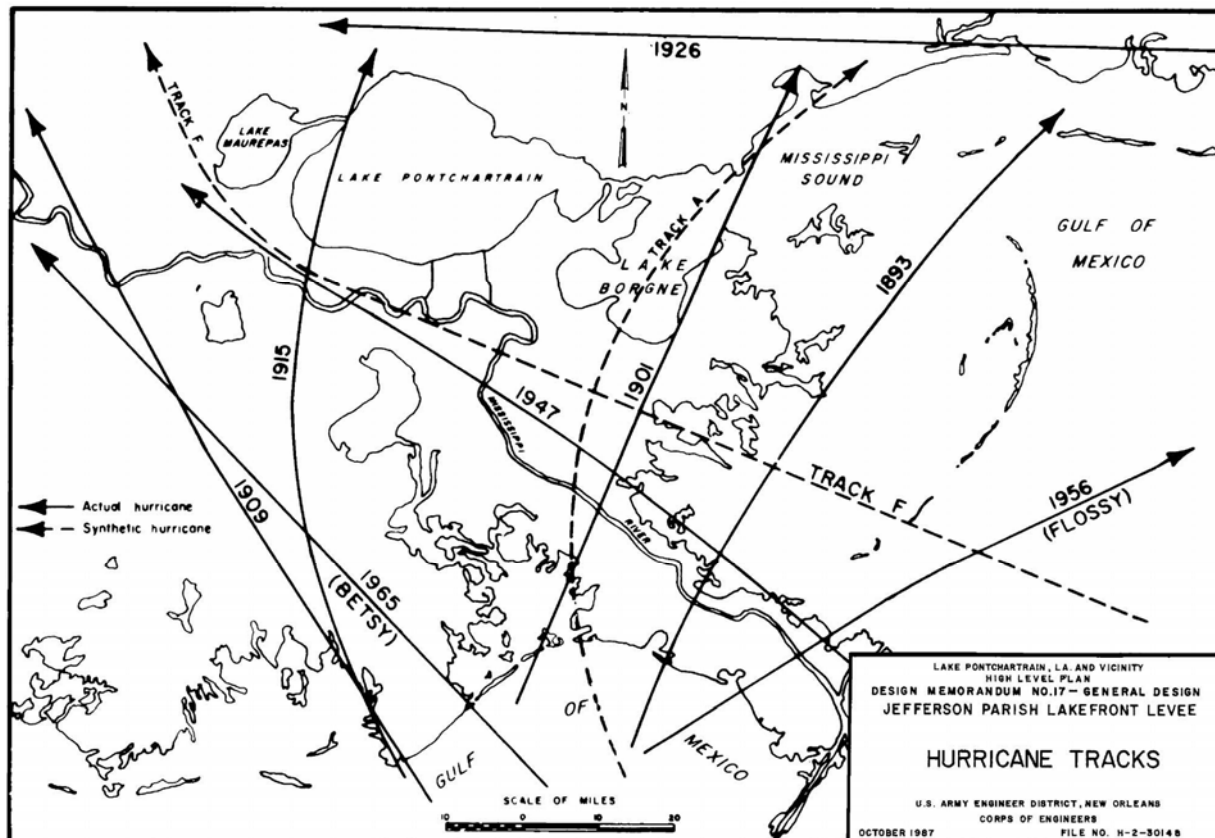 1926
N
TRACK F
LAKE
MAUREPAS
LAKE PONTCHARTRAIN
MISSISSIPPI
SOUND
GULF OF
MEXICO
TRACK A
LAKE
BORGNE
1893
1915
1901
1947
MISSISSIPPI
RIVER
TRACK F
1956
(FLOSSY)
1909
Actual hurricane
Synthetic hurricane
1965
(BETSY)
GULF
OF
MEXICO
SCALE OF MILES
10 0 10 20
LAKE PONTCHARTRAIN, LA. AND VICINITY
HIGH LEVEL PLAN
DESIGN MEMORANDUM NO.17 — GENERAL DESIGN
JEFFERSON PARISH LAKEFRONT LEVEE
HURRICANE TRACKS
U.S. ARMY ENGINEER DISTRICT, NEW ORLEANS
CORPS OF ENGINEERS
OCTOBER 1987 FILE NO. H-2-30148